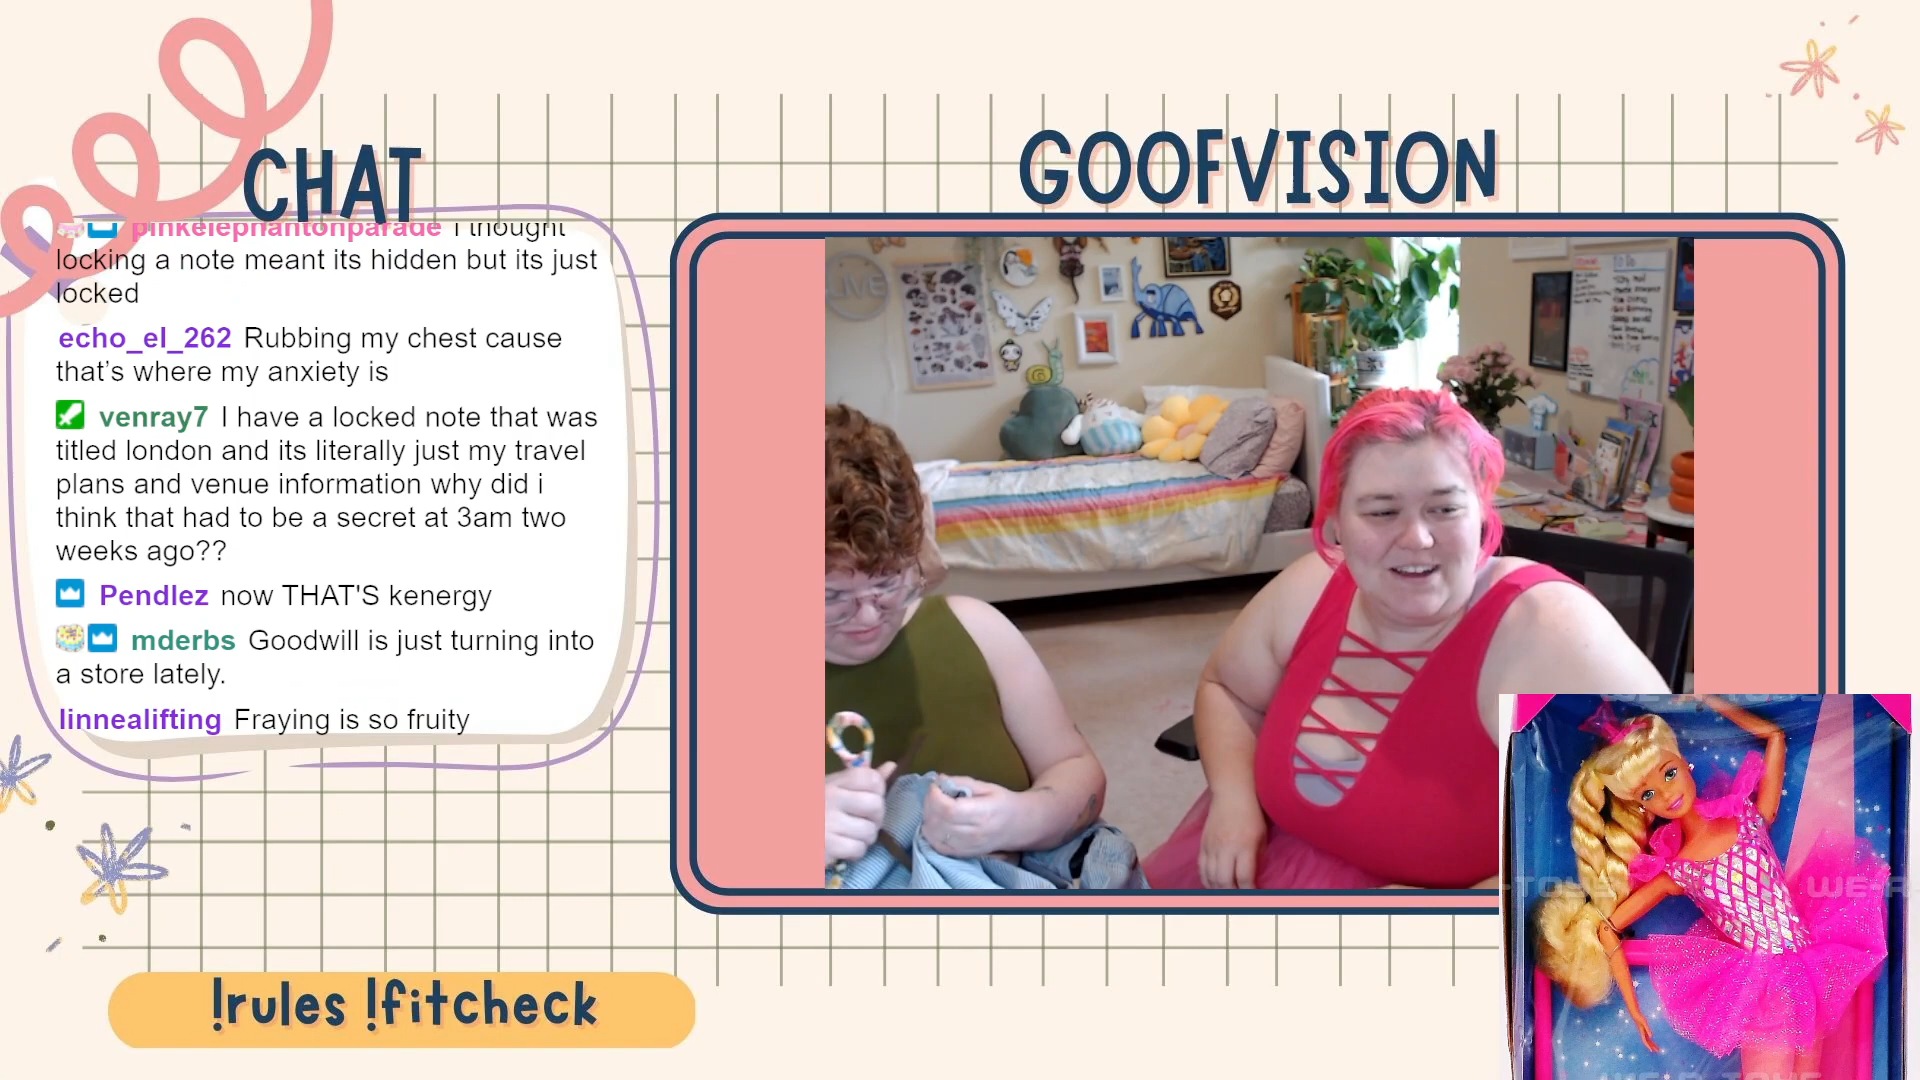 CHAT
GOOFVISION
pinkelephantonparade i thought
locking a note meant its hidden but its just
locked
echo_el_262 Rubbing my chest cause
that’s where my anxiety is
venray7 I have a locked note that was
titled london and its literally just my travel
plans and venue information why did i
think that had to be a secret at 3am two
weeks ago??
Pendlez now THAT'S kenergy
mderbs Goodwill is just turning into
a store lately.
linnealifting Fraying is so fruity
LIVE
!rules !fitcheck